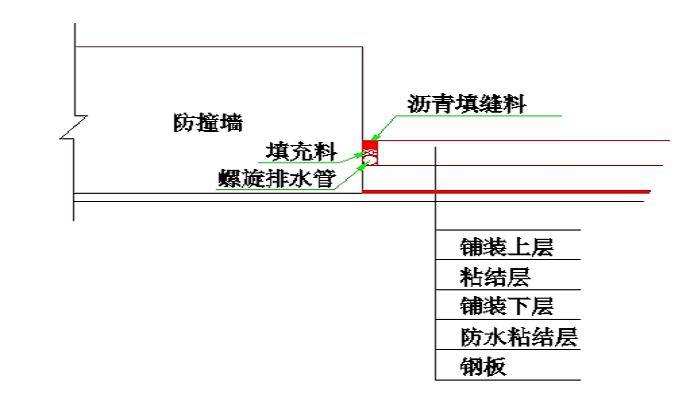 沥青填缝料
防撞墙
填充料
螺旋排水管
铺装上层
粘结层
铺装下层
防水粘结层
钢板